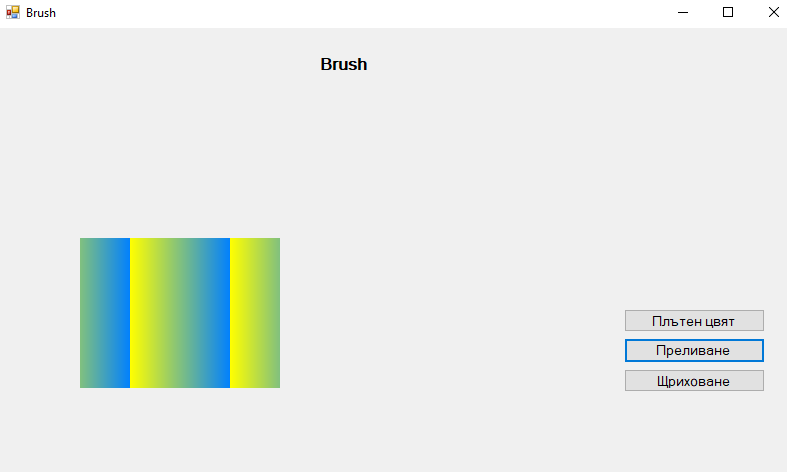 Brush
Brush
Плътен цвят
Преливане
Щриховане